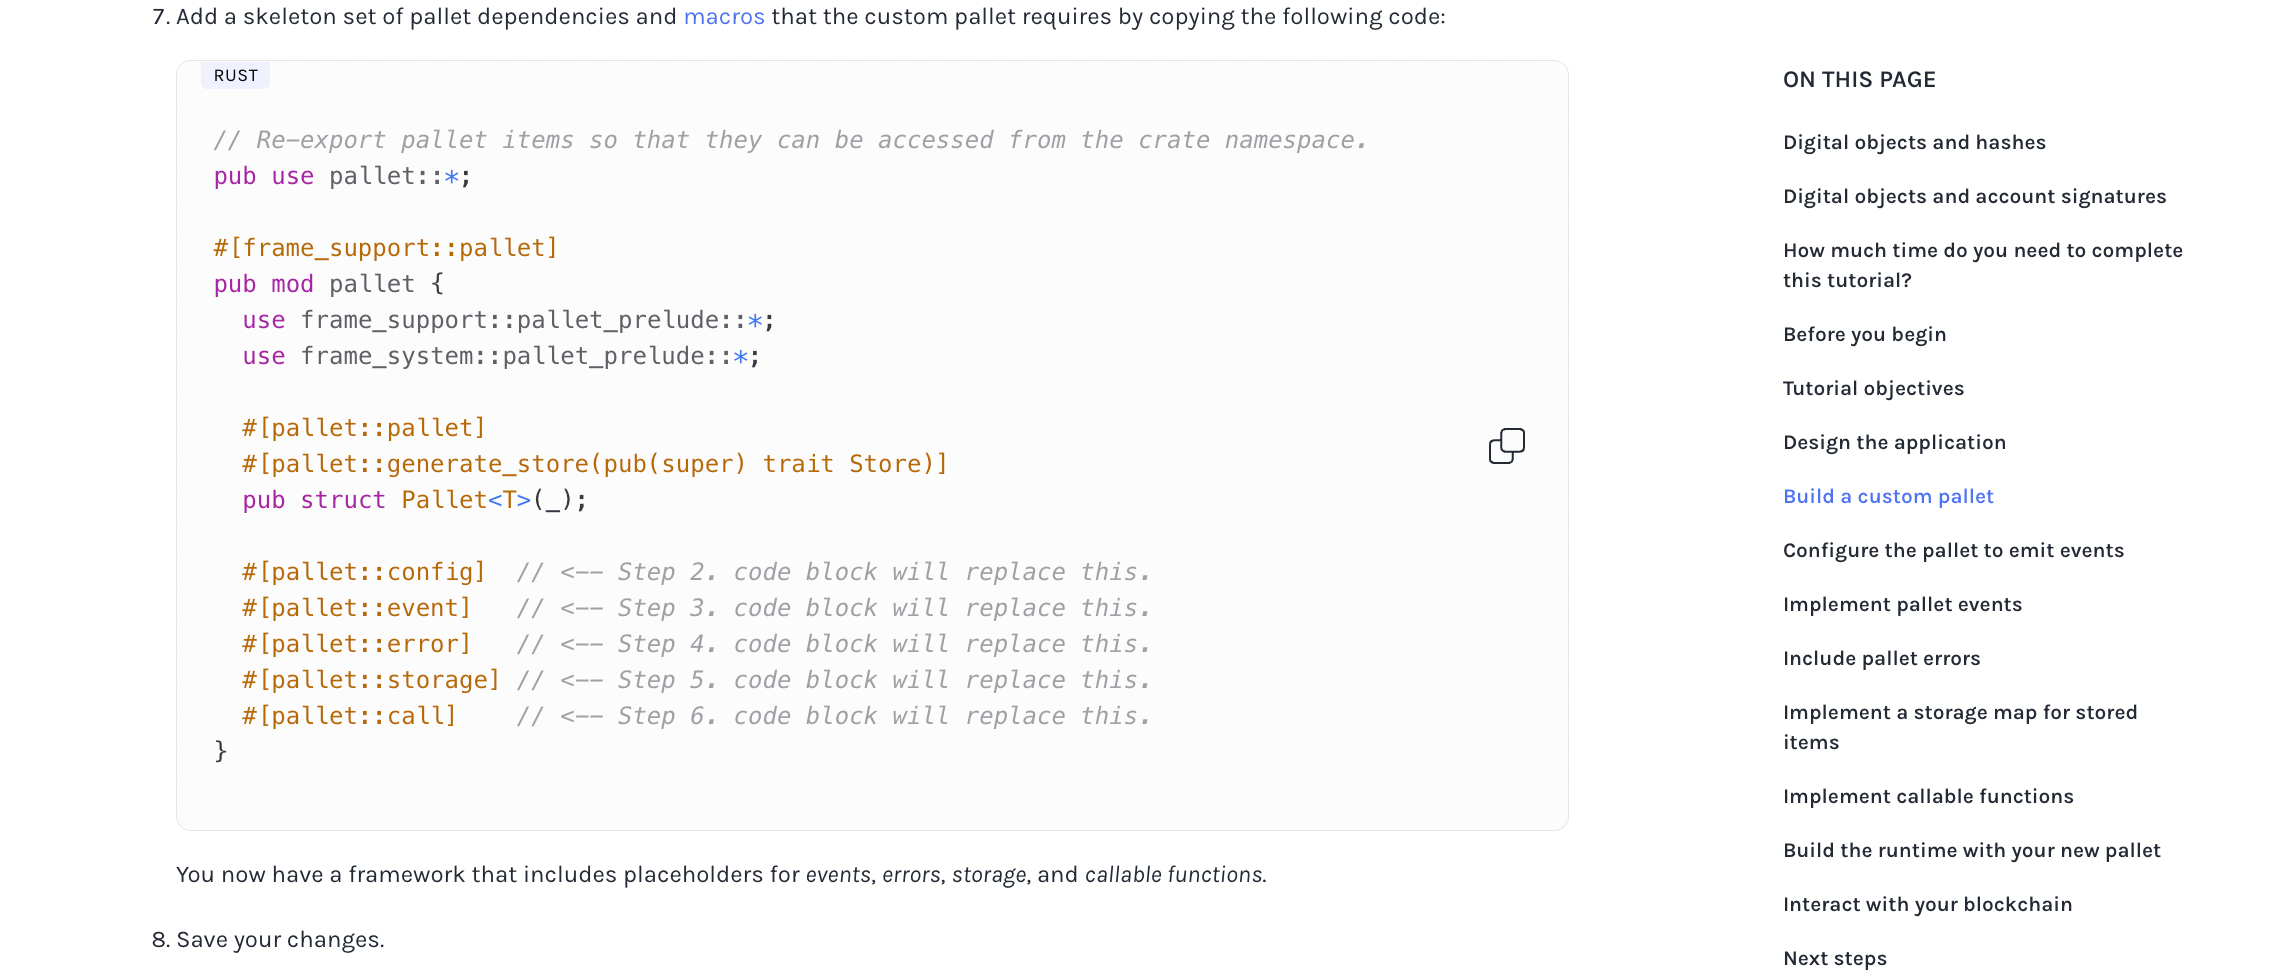 7. Add a skeleton set of pallet dependencies and macros that the custom pallet requires by copying the following code:
RUST
// Re-export pallet items so that they can be accessed from the crate namespace.
pub use pallet::*;
#[frame_support::pallet]
pub mod pallet {
use frame_support::pallet_prelude::*;
use frame_system::pallet_prelude::*;
#[pallet::pallet]
#[pallet::generate_store(pub(super) trait Store)]
pub struct Pallet<T>(_);
#[pallet::config]  // <-- Step 2. code block will replace this.
#[pallet::event]   // <-- Step 3. code block will replace this.
#[pallet::error]   // <-- Step 4. code block will replace this.
#[pallet::storage] // <-- Step 5. code block will replace this.
#[pallet::call]    // <-- Step 6. code block will replace this.
}
You now have a framework that includes placeholders for events, errors, storage, and callable functions.
8. Save your changes.
ON THIS PAGE
Digital objects and hashes
Digital objects and account signatures
How much time do you need to complete
this tutorial?
Before you begin
Tutorial objectives
Design the application
Build a custom pallet
Configure the pallet to emit events
Implement pallet events
Include pallet errors
Implement a storage map for stored
items
Implement callable functions
Build the runtime with your new pallet
Interact with your blockchain
Next steps